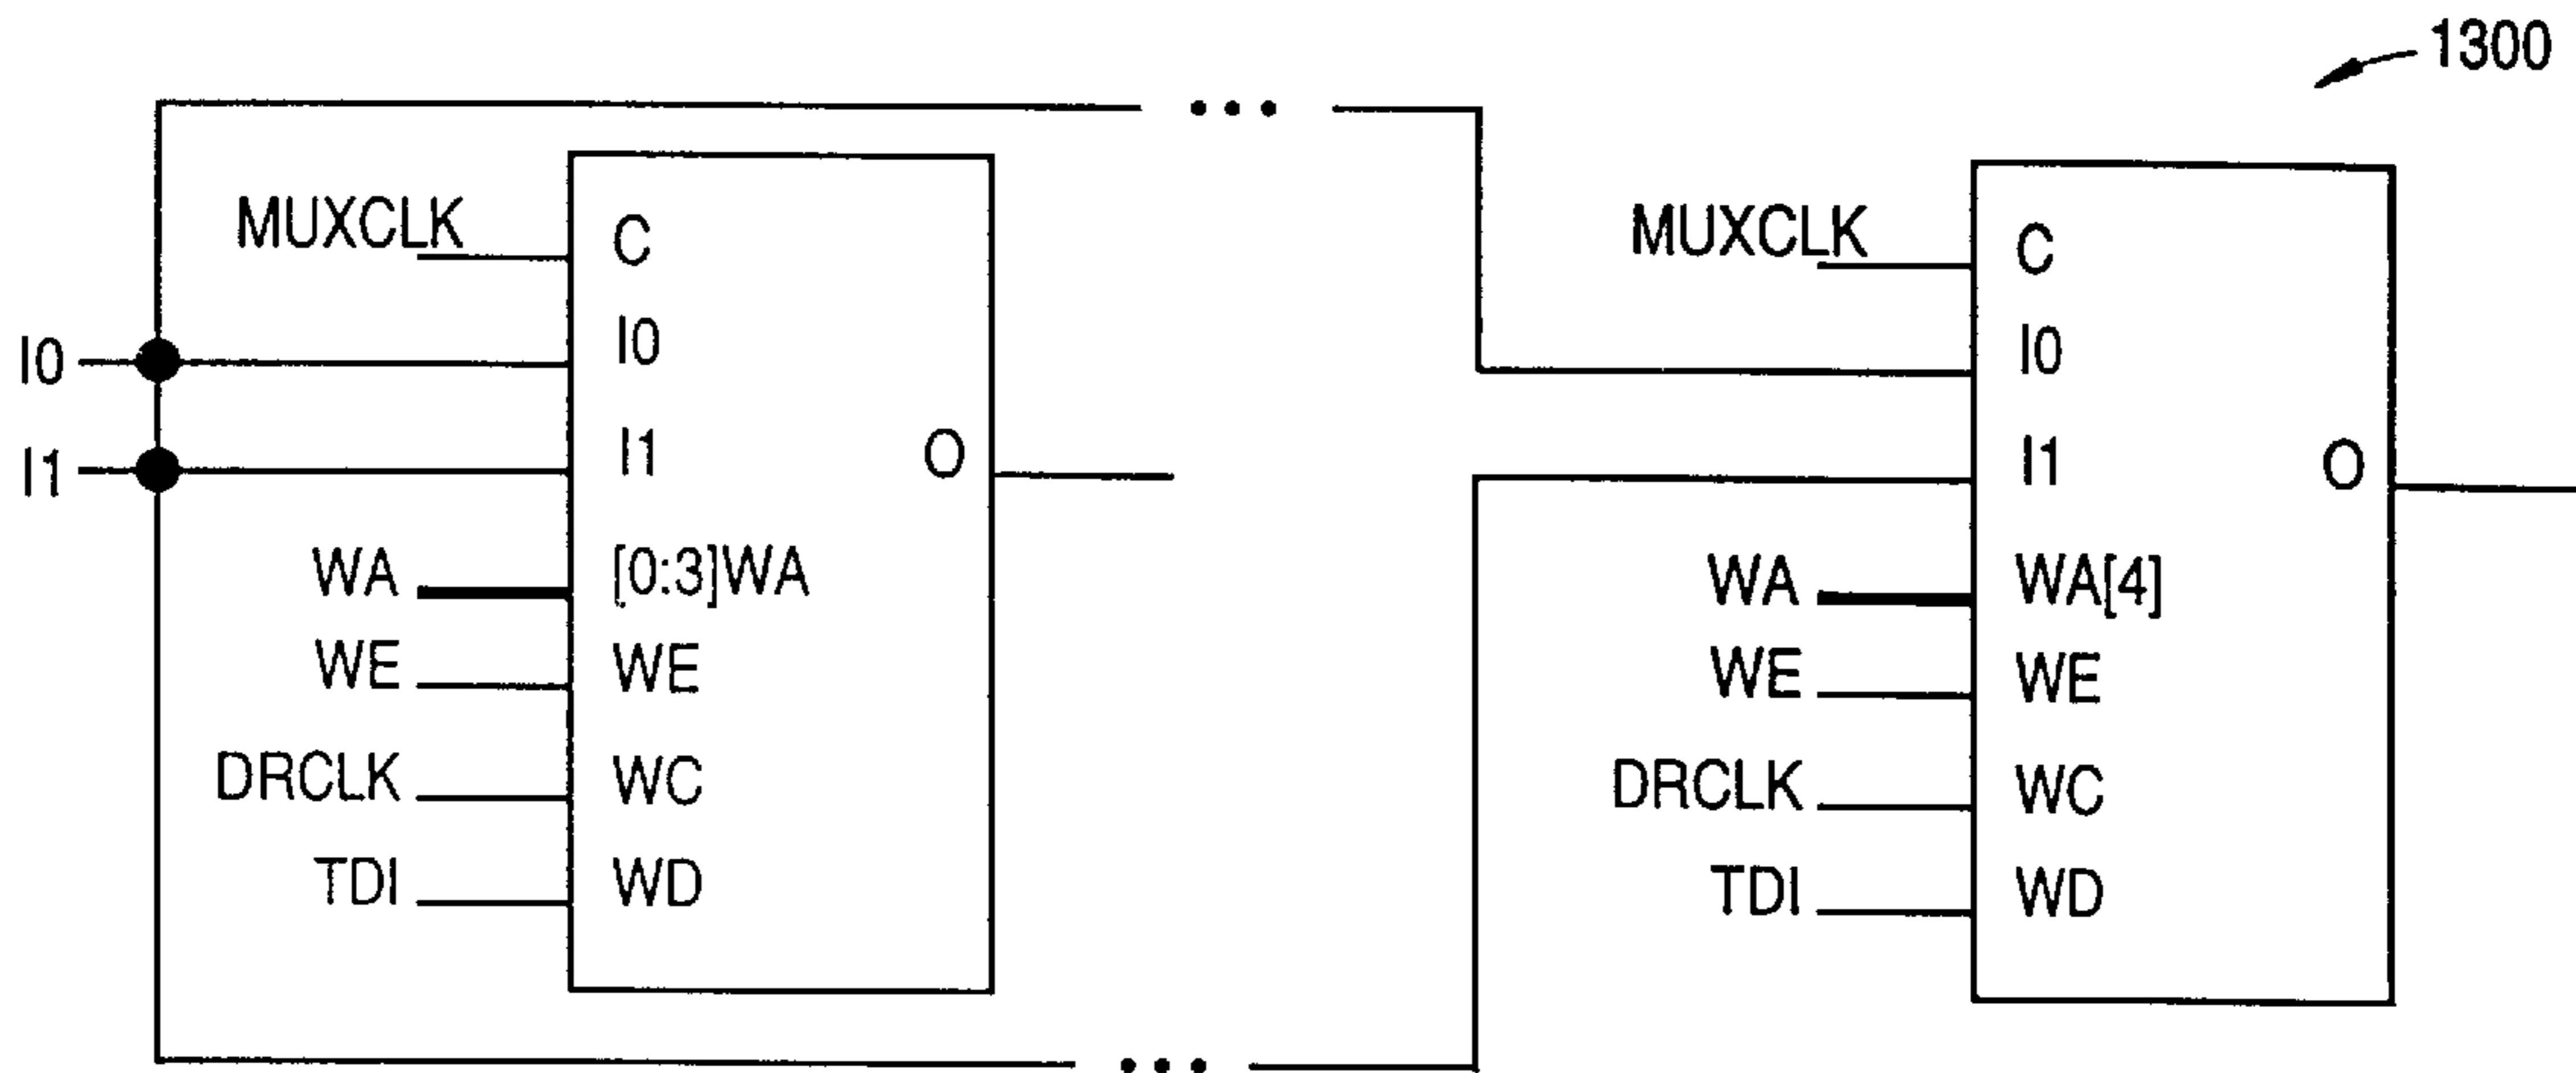 1300
MUXCLK
C
I0
I0
I1
I1
O
WA
[0:3]WA
WE
WE
DRCLK
WC
TDI
WD
MUXCLK
C
I0
I1
O
WA
WA[4]
WE
WE
DRCLK
WC
TDI
WD